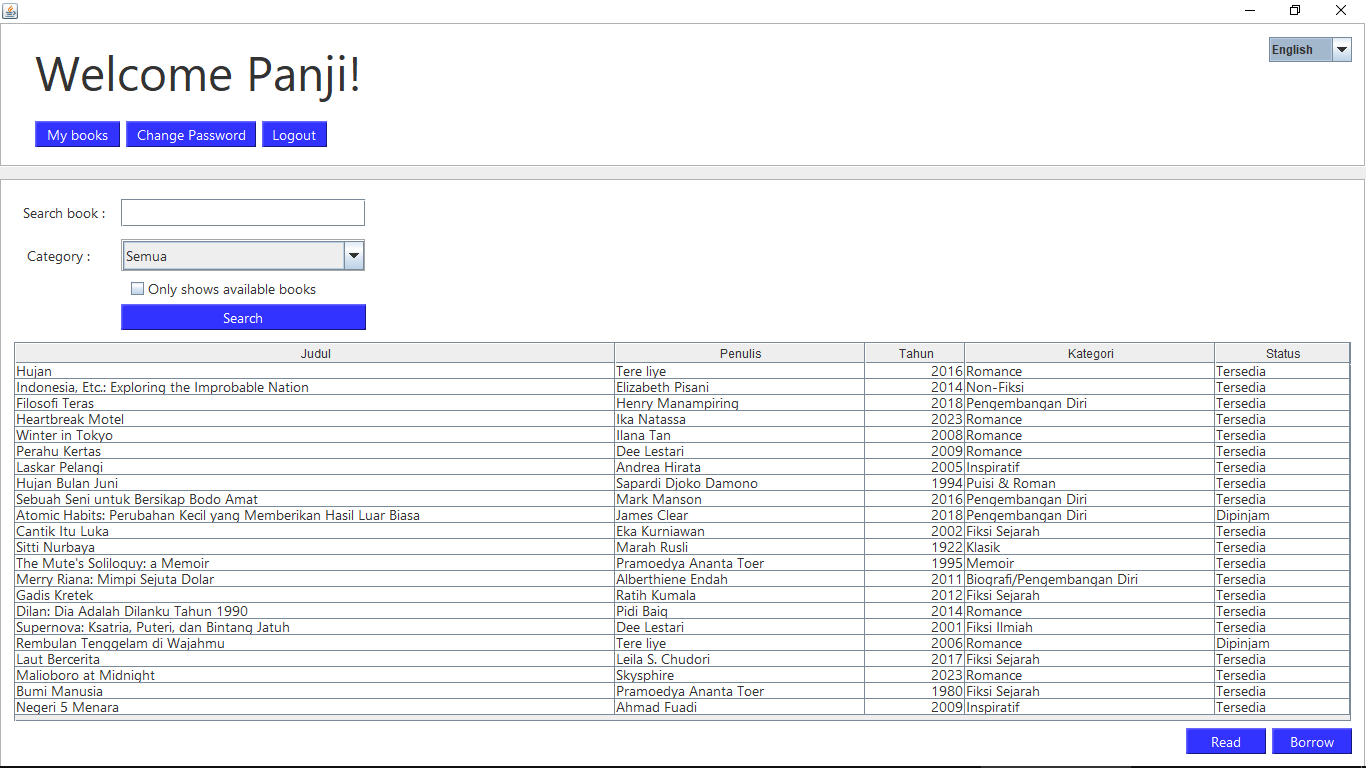 Welcome Panji!
English
My books Change Password Logout
Search book :
Category : Semua
Only shows available books
Search
Judul Penulis Tahun Kategori Status
Hujan Tere liye 2016 Romance Tersedia
Indonesia, Etc.: Exploring the Improbable Nation Elizabeth Pisani 2014 Non-Fiksi Tersedia
Filosofi Teras Henry Manampiring 2018 Pengembangan Diri Tersedia
Heartbreak Motel Ika Natassa 2023 Romance Tersedia
Winter in Tokyo Ilana Tan 2008 Romance Tersedia
Perahu Kertas Dee Lestari 2009 Romance Tersedia
Laskar Pelangi Andrea Hirata 2005 Inspiratif Tersedia
Hujan Bulan Juni Sapardi Djoko Damono 1994 Puisi & Roman Tersedia
Sebuah Seni untuk Bersikap Bodo Amat Mark Manson 2016 Pengembangan Diri Tersedia
Atomic Habits: Perubahan Kecil yang Memberikan Hasil Luar Biasa James Clear 2018 Pengembangan Diri Dipinjam
Cantik Itu Luka Eka Kurniawan 2002 Fiksi Sejarah Tersedia
Sitti Nurbaya Marah Rusli 1922 Klasik Tersedia
The Mute's Soliloquy: a Memoir Pramoedya Ananta Toer 1995 Memoir Tersedia
Merry Riana: Mimpi Sejuta Dolar Alberthiene Endah 2011 Biografi/Pengembangan Diri Tersedia
Gadis Kretek Ratih Kumala 2012 Fiksi Sejarah Tersedia
Dilan: Dia Adalah Dilanku Tahun 1990 Pidi Baiq 2014 Romance Tersedia
Supernova: Ksatria, Puteri, dan Bintang Jatuh Dee Lestari 2001 Fiksi Ilmiah Tersedia
Rembulan Tenggelam di Wajahmu Tere liye 2006 Romance Dipinjam
Laut Bercerita Leila S. Chudori 2017 Fiksi Sejarah Tersedia
Malioboro at Midnight Skysphire 2023 Romance Tersedia
Bumi Manusia Pramoedya Ananta Toer 1980 Fiksi Sejarah Tersedia
Negeri 5 Menara Ahmad Fuadi 2009 Inspiratif Tersedia
Read Borrow